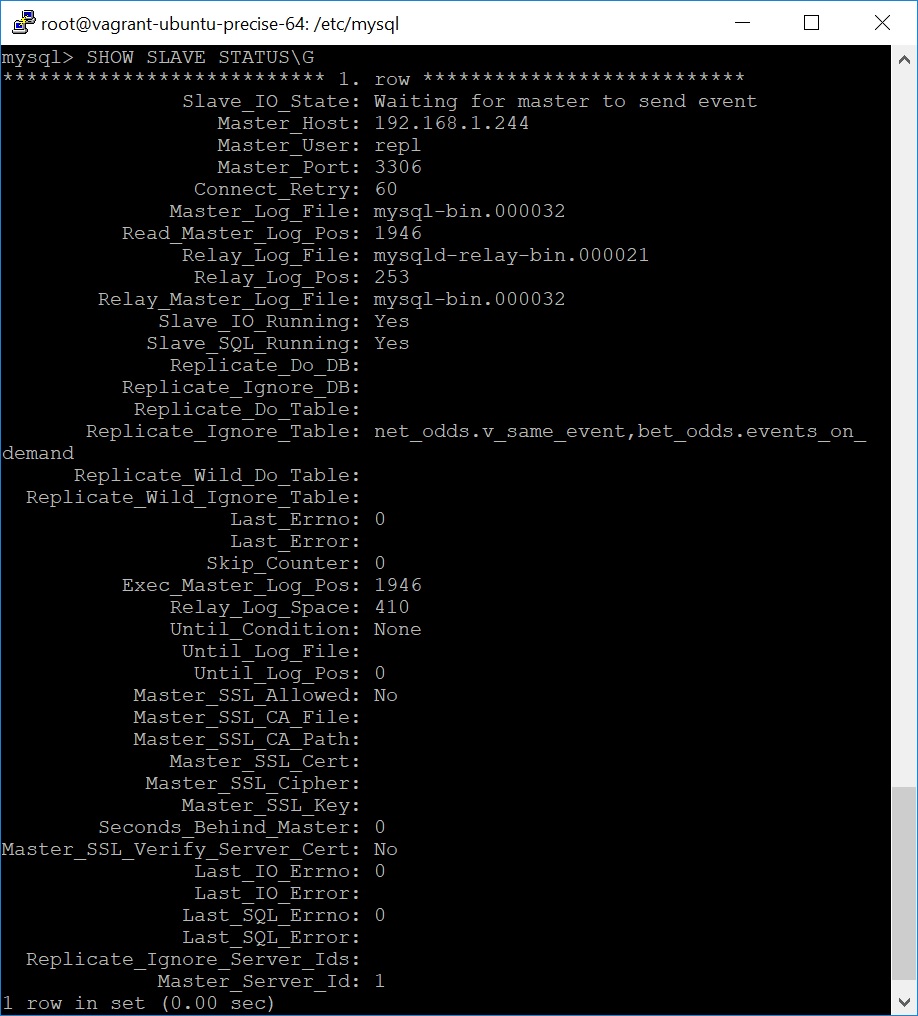 root@vagrant-ubuntu-precise-64: /etc/mysql
mysql> SHOW SLAVE STATUS\G
*************************** 1. row ***************************
Slave_IO_State: Waiting for master to send event
Master_Host: 192.168.1.244
Master_User: repl
Master_Port: 3306
Connect_Retry: 60
Master_Log_File: mysql-bin.000032
Read_Master_Log_Pos: 1946
Relay_Log_File: mysqld-relay-bin.000021
Relay_Log_Pos: 253
Relay_Master_Log_File: mysql-bin.000032
Slave_IO_Running: Yes
Slave_SQL_Running: Yes
Replicate_Do_DB:
Replicate_Ignore_DB:
Replicate_Do_Table:
Replicate_Ignore_Table: net_odds.v_same_event,bet_odds.events_on_
demand
Replicate_Wild_Do_Table:
Replicate_Wild_Ignore_Table:
Last_Errno: 0
Last_Error:
Skip_Counter: 0
Exec_Master_Log_Pos: 1946
Relay_Log_Space: 410
Until_Condition: None
Until_Log_File:
Until_Log_Pos: 0
Master_SSL_Allowed: No
Master_SSL_CA_File:
Master_SSL_CA_Path:
Master_SSL_Cert:
Master_SSL_Cipher:
Master_SSL_Key:
Seconds_Behind_Master: 0
Master_SSL_Verify_Server_Cert: No
Last_IO_Errno: 0
Last_IO_Error:
Last_SQL_Errno: 0
Last_SQL_Error:
Replicate_Ignore_Server_Ids:
Master_Server_Id: 1
1 row in set (0.00 sec)